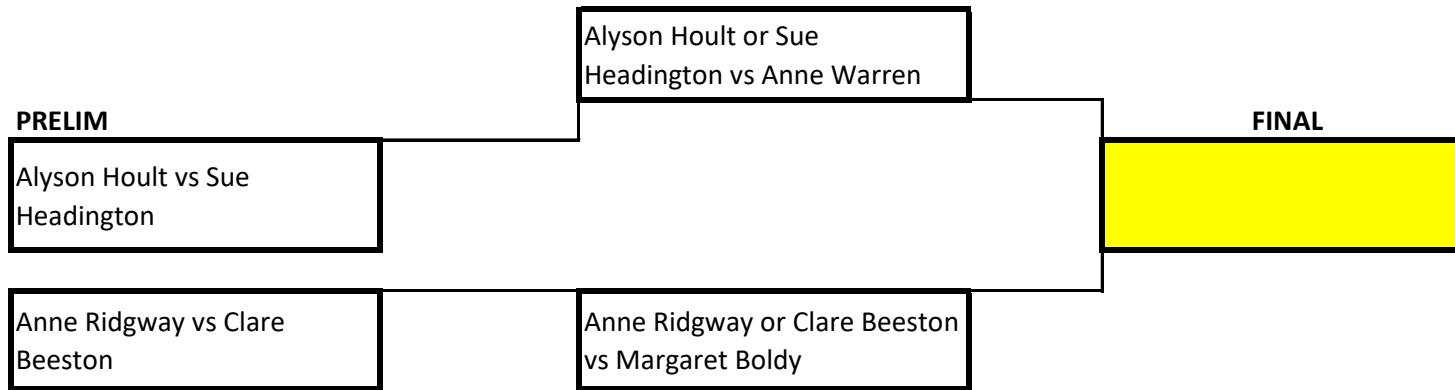 Alyson Hoult or Sue
Headington vs Anne Warren
PRELIM
FINAL
Alyson Hoult vs Sue
Headington
Anne Ridgway vs Clare
Beeston
Anne Ridgway or Clare Beeston
vs Margaret Boldy